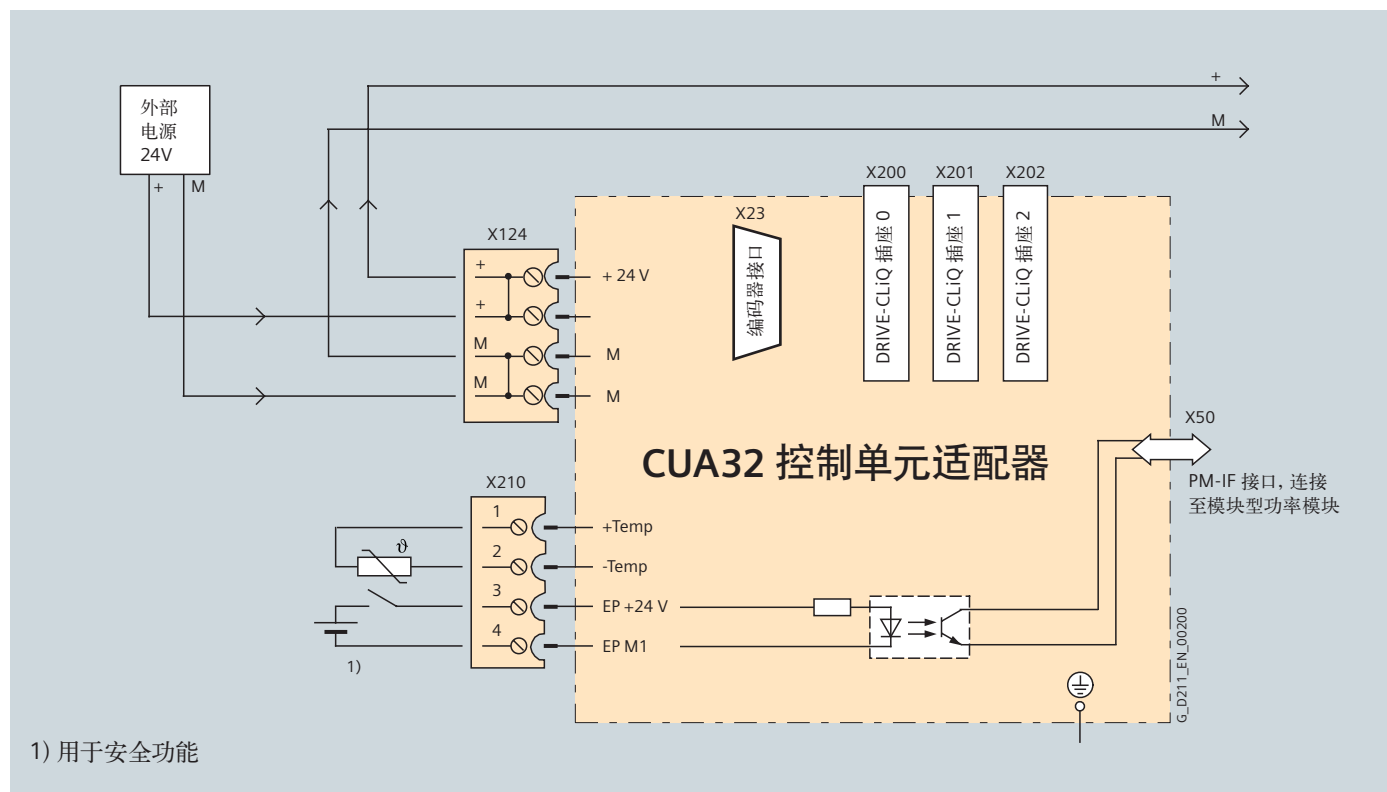 +
M
外部
电源
24V
+ M
X200 X201 X202
X23
编码器接口
DRIVE-CLiQ 插座 0
DRIVE-CLiQ 插座 1
DRIVE-CLiQ 插座 2
X124
+
+ 24 V
+
M
M
M
M
X50
PM-IF 接口, 连接
至模块型功率模块
CUA32 控制单元适配器
X210
1
+Temp
ϑ
2
-Temp
3
EP +24 V
4
EP M1
1)
G_D211_EN_00200
1) 用于安全功能